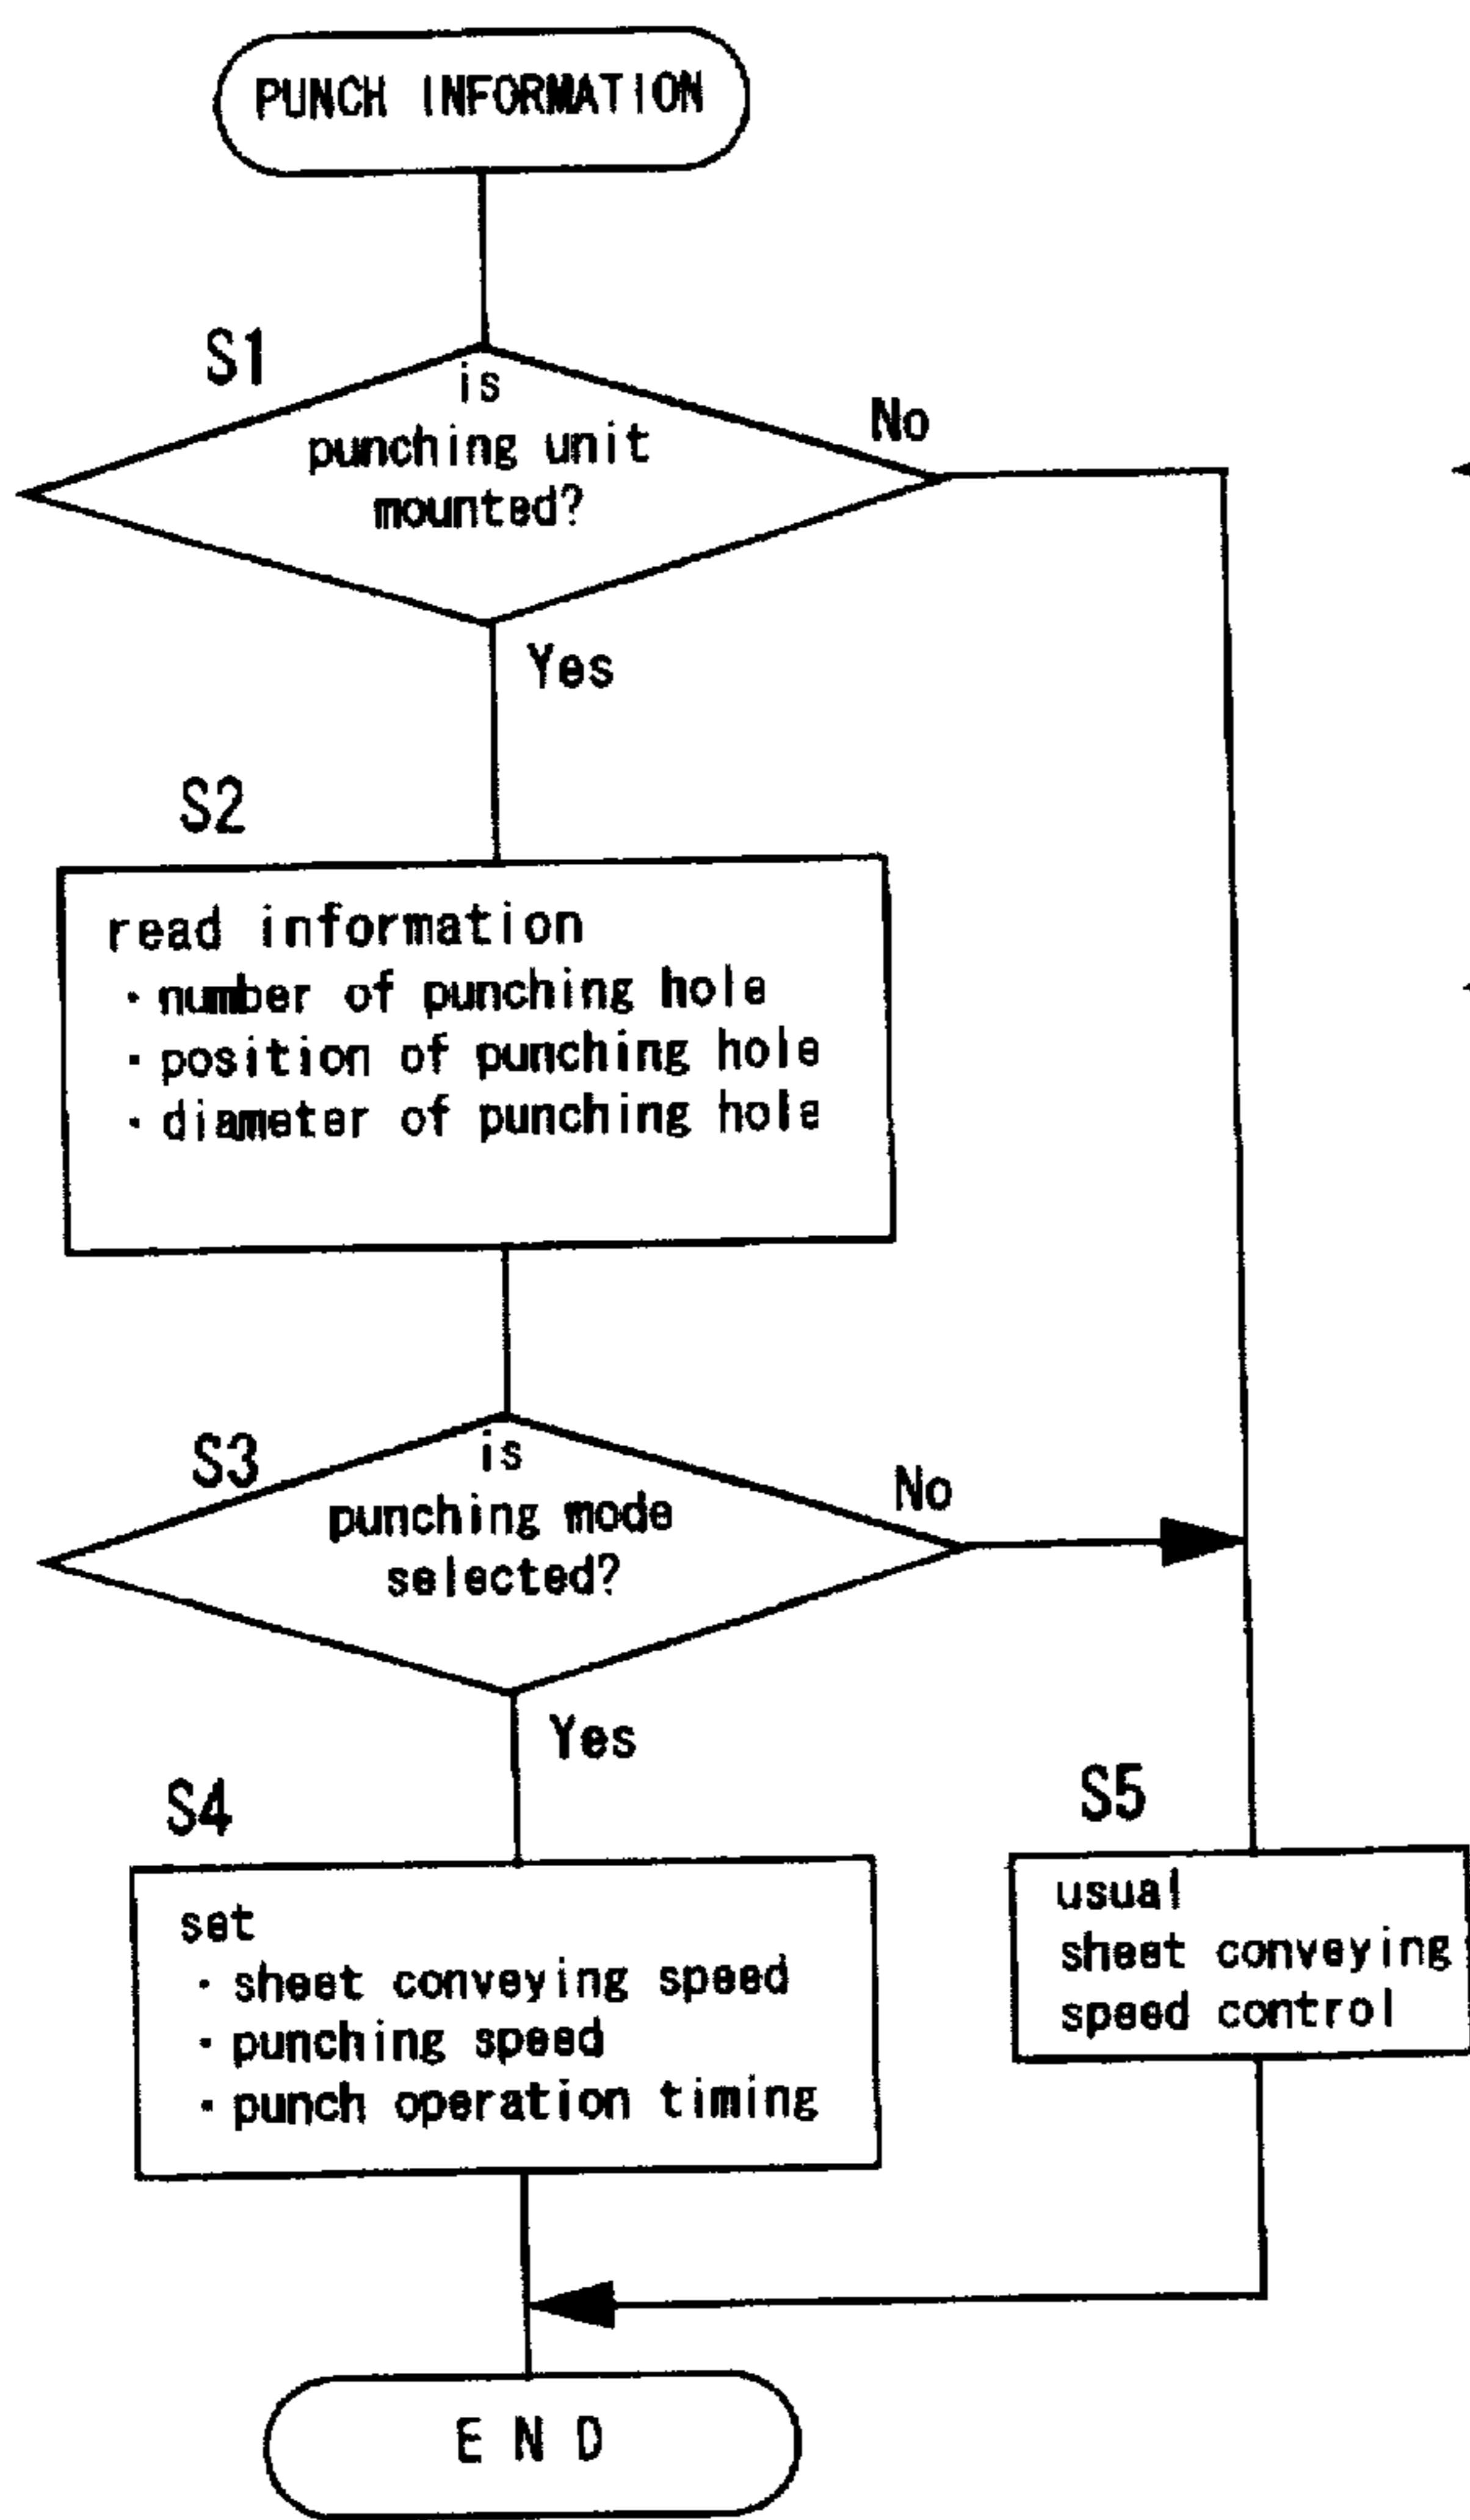 PUNCH INFORMATION
S1
is
punching unit
mounted?
No
Yes
S2
read information
・number of punching hole
・position of punching hole
・diameter of punching hole
S3
is
punching mode
selected?
No
Yes
S4
set
・sheet conveying speed
・punching speed
・punch operation timing
S5
usual
sheet conveying
speed control
END